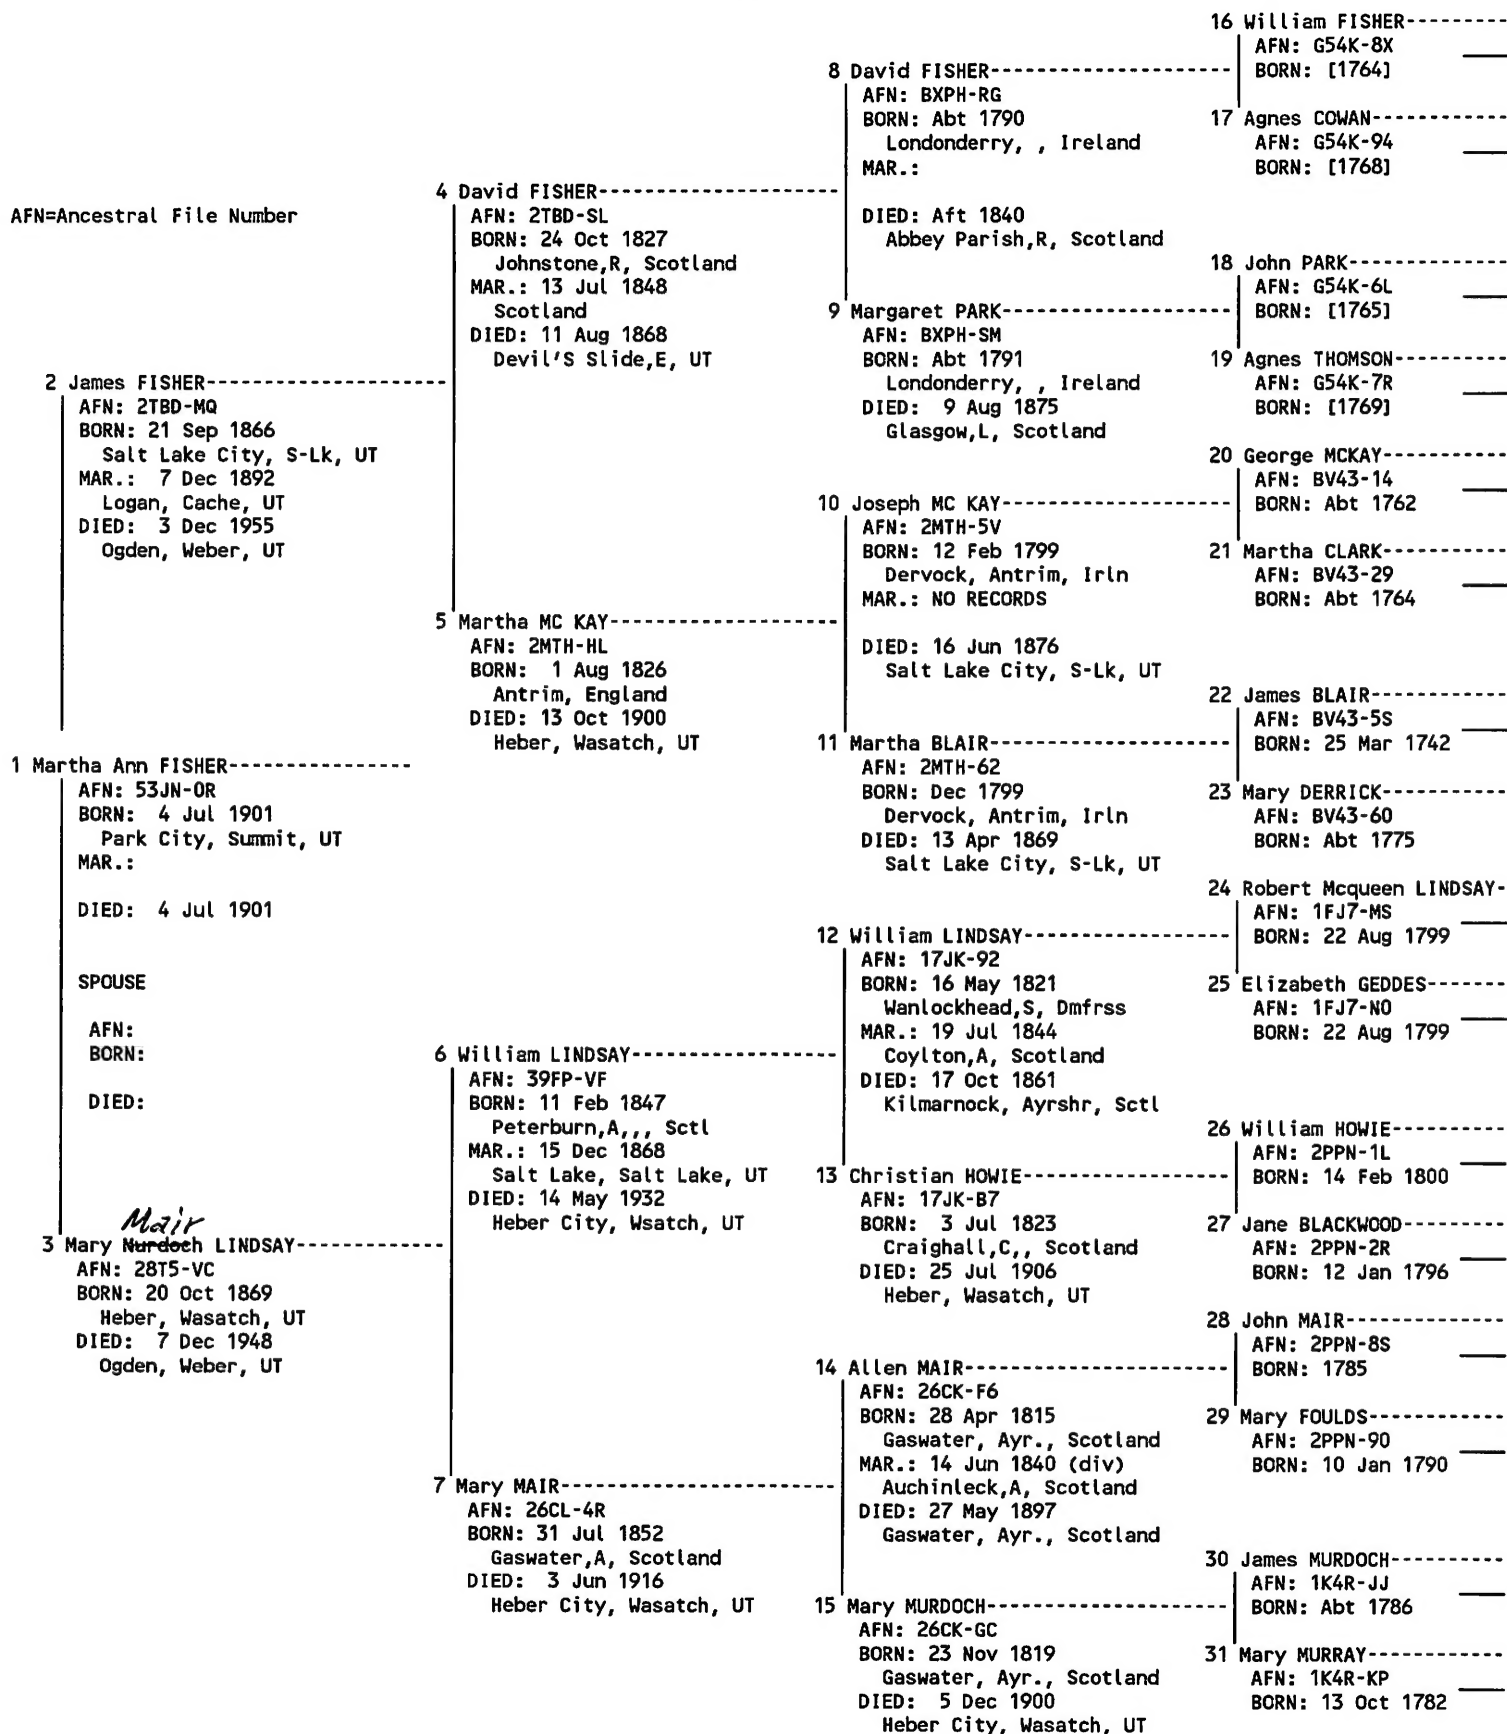 AFN=Ancestral File Number
1 Martha Ann FISHER
AFN: 53JN-0R
BORN: 4 Jul 1901
Park City, Summit, UT
MAR.:
DIED: 4 Jul 1901
SPOUSE
AFN:
BORN:
DIED:
2 James FISHER
AFN: 2TBD-MQ
BORN: 21 Sep 1866
Salt Lake City, S-Lk, UT
MAR.: 7 Dec 1892
Logan, Cache, UT
DIED: 3 Dec 1955
Ogden, Weber, UT
Mair
3 Mary Murdoch LINDSAY
AFN: 28T5-VC
BORN: 20 Oct 1869
Heber, Wasatch, UT
DIED: 7 Dec 1948
Ogden, Weber, UT
4 David FISHER
AFN: 2TBD-SL
BORN: 24 Oct 1827
Johnstone,R, Scotland
MAR.: 13 Jul 1848
Scotland
DIED: 11 Aug 1868
Devil'S Slide,E, UT
5 Martha MC KAY
AFN: 2MTH-HL
BORN: 1 Aug 1826
Antrim, England
DIED: 13 Oct 1900
Heber, Wasatch, UT
6 William LINDSAY
AFN: 39FP-VF
BORN: 11 Feb 1847
Peterburn,A,,, Sctl
MAR.: 15 Dec 1868
Salt Lake, Salt Lake, UT
DIED: 14 May 1932
Heber City, Wsatch, UT
7 Mary MAIR
AFN: 26CL-4R
BORN: 31 Jul 1852
Gaswater,A, Scotland
DIED: 3 Jun 1916
Heber City, Wasatch, UT
8 David FISHER
AFN: BXPH-RG
BORN: Abt 1790
Londonderry, , Ireland
MAR.:
DIED: Aft 1840
Abbey Parish,R, Scotland
9 Margaret PARK
AFN: BXPH-SM
BORN: Abt 1791
Londonderry, , Ireland
DIED: 9 Aug 1875
Glasgow,L, Scotland
10 Joseph MC KAY
AFN: 2MTH-5V
BORN: 12 Feb 1799
Dervock, Antrim, Irln
MAR.: NO RECORDS
DIED: 16 Jun 1876
Salt Lake City, S-Lk, UT
11 Martha BLAIR
AFN: 2MTH-62
BORN: Dec 1799
Dervock, Antrim, Irln
DIED: 13 Apr 1869
Salt Lake City, S-Lk, UT
12 William LINDSAY
AFN: 17JK-92
BORN: 16 May 1821
Wanlockhead,S, Dmfrss
MAR.: 19 Jul 1844
Coylton,A, Scotland
DIED: 17 Oct 1861
Kilmarnock, Ayrshr, Sctl
13 Christian HOWIE
AFN: 17JK-B7
BORN: 3 Jul 1823
Craighall,C,, Scotland
DIED: 25 Jul 1906
Heber, Wasatch, UT
14 Allen MAIR
AFN: 26CK-F6
BORN: 28 Apr 1815
Gaswater, Ayr., Scotland
MAR.: 14 Jun 1840 (div)
Auchinleck,A, Scotland
DIED: 27 May 1897
Gaswater, Ayr., Scotland
15 Mary MURDOCH
AFN: 26CK-GC
BORN: 23 Nov 1819
Gaswater, Ayr., Scotland
DIED: 5 Dec 1900
Heber City, Wasatch, UT
16 William FISHER
AFN: G54K-8X
BORN: [1764]
17 Agnes COWAN
AFN: G54K-94
BORN: [1768]
18 John PARK
AFN: G54K-6L
BORN: [1765]
19 Agnes THOMSON
AFN: G54K-7R
BORN: [1769]
20 George MCKAY
AFN: BV43-14
BORN: Abt 1762
21 Martha CLARK
AFN: BV43-29
BORN: Abt 1764
22 James BLAIR
AFN: BV43-5S
BORN: 25 Mar 1742
23 Mary DERRICK
AFN: BV43-60
BORN: Abt 1775
24 Robert Mcqueen LINDSAY
AFN: 1FJ7-MS
BORN: 22 Aug 1799
25 Elizabeth GEDDES
AFN: 1FJ7-N0
BORN: 22 Aug 1799
26 William HOWIE
AFN: 2PPN-1L
BORN: 14 Feb 1800
27 Jane BLACKWOOD
AFN: 2PPN-2R
BORN: 12 Jan 1796
28 John MAIR
AFN: 2PPN-8S
BORN: 1785
29 Mary FOULDS
AFN: 2PPN-90
BORN: 10 Jan 1790
30 James MURDOCH
AFN: 1K4R-JJ
BORN: Abt 1786
31 Mary MURRAY
AFN: 1K4R-KP
BORN: 13 Oct 1782